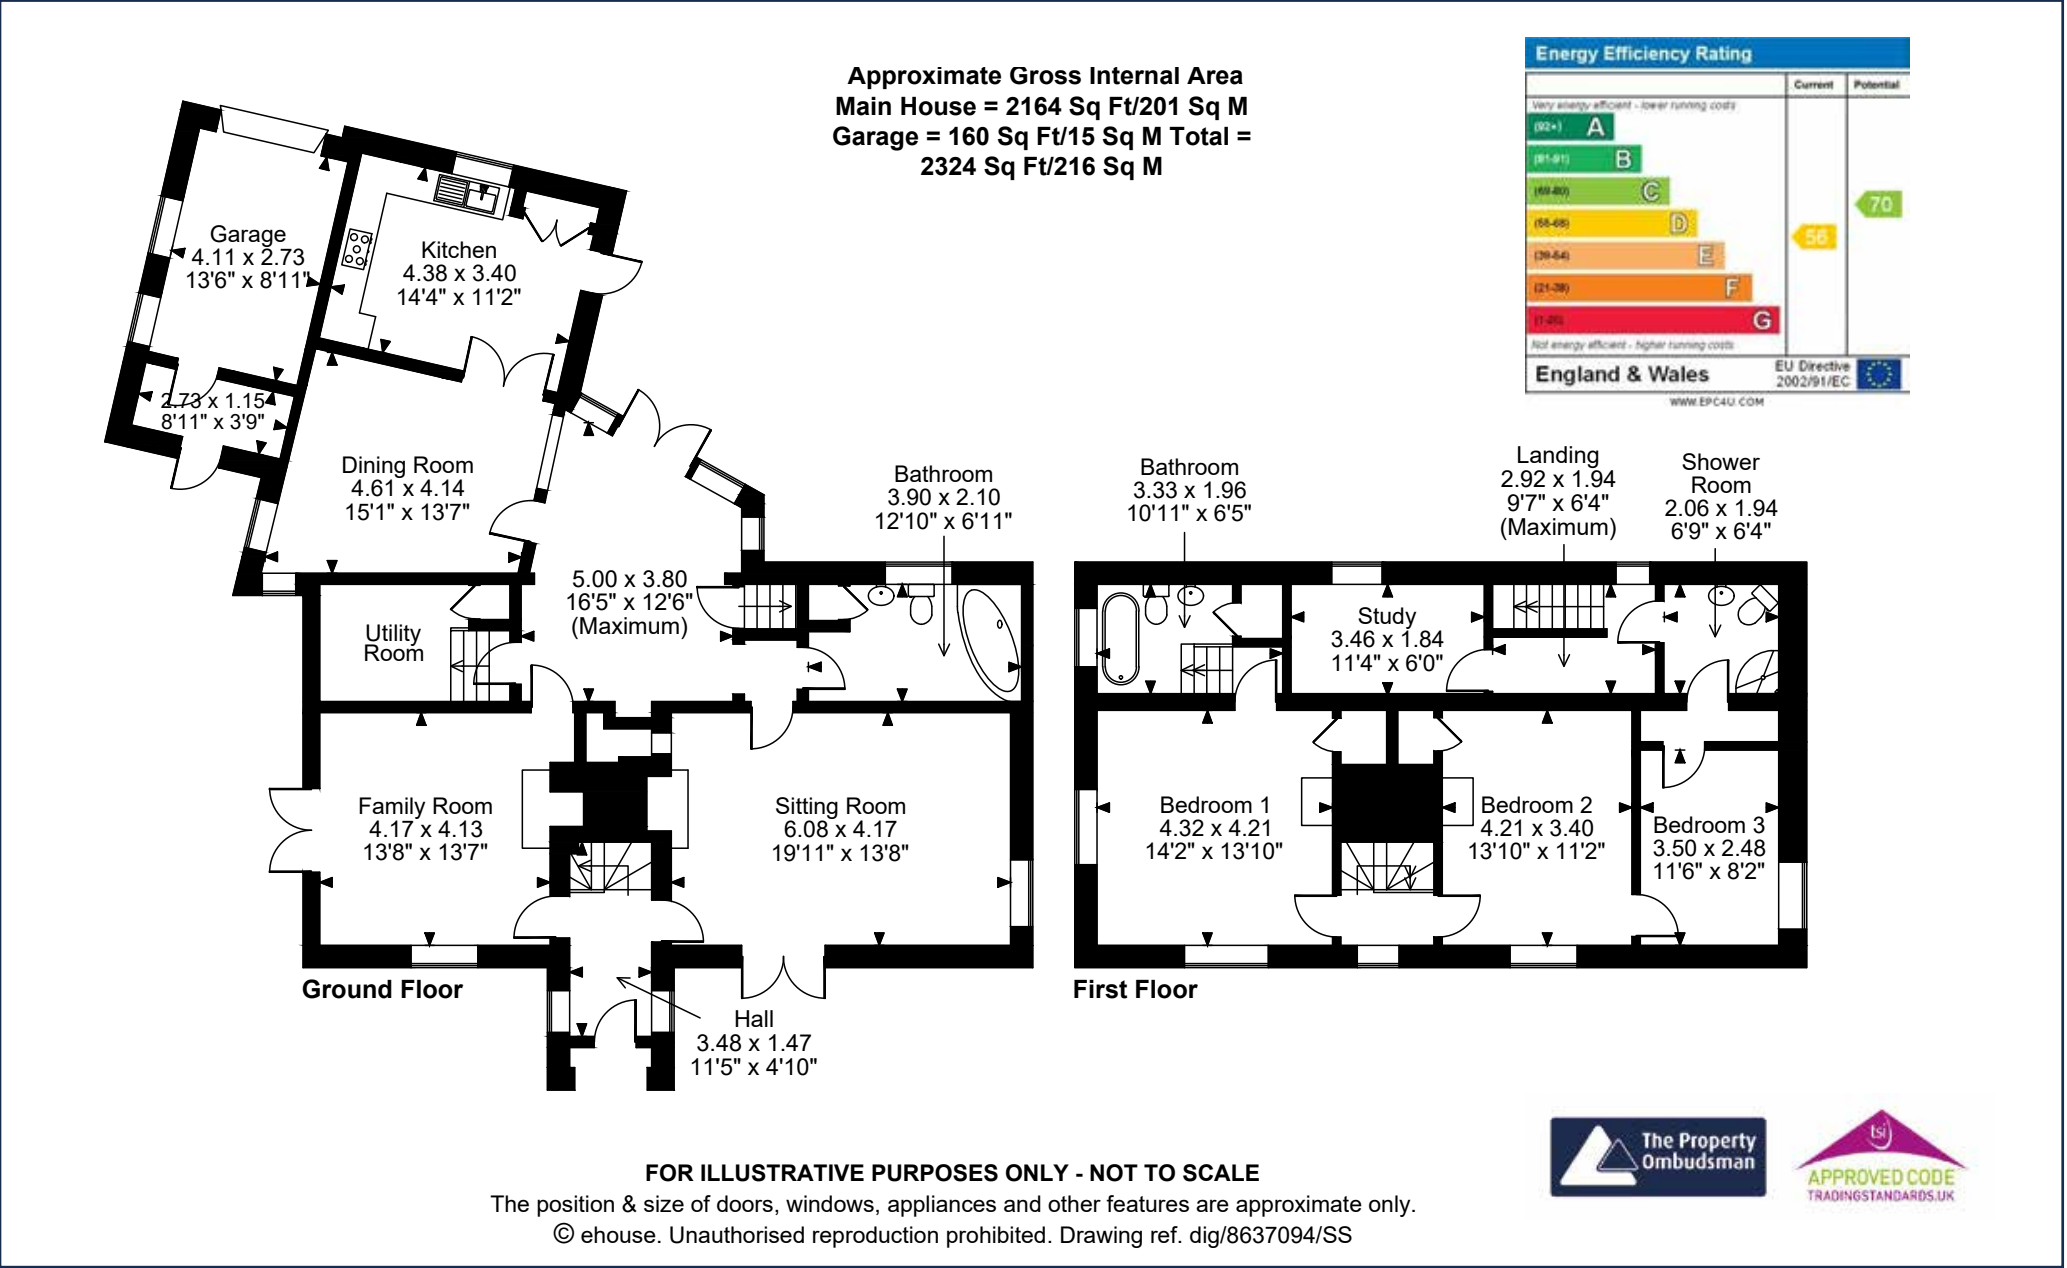 Approximate Gross Internal Area
Main House = 2164 Sq Ft/201 Sq M
Garage = 160 Sq Ft/15 Sq M Total =
2324 Sq Ft/216 Sq M
Energy Efficiency Rating
Current
Potential
Very energy efficient - lower running costs
(92+) A
(81-91) B
(69-80) C
(55-68) D
(39-54) E
(21-38) F
(1-20) G
56
70
Not energy efficient - higher running costs
England & Wales
EU Directive
2002/91/EC
WWW.EPC4U.COM
Garage
4.11 x 2.73
13'6" x 8'11"
Kitchen
4.38 x 3.40
14'4" x 11'2"
2.73 x 1.15
8'11" x 3'9"
Dining Room
4.61 x 4.14
15'1" x 13'7"
Bathroom
3.90 x 2.10
12'10" x 6'11"
5.00 x 3.80
16'5" x 12'6"
(Maximum)
Utility
Room
Family Room
4.17 x 4.13
13'8" x 13'7"
Sitting Room
6.08 x 4.17
19'11" x 13'8"
Ground Floor
Hall
3.48 x 1.47
11'5" x 4'10"
Bathroom
3.33 x 1.96
10'11" x 6'5"
Landing
2.92 x 1.94
9'7" x 6'4"
(Maximum)
Shower
Room
2.06 x 1.94
6'9" x 6'4"
Study
3.46 x 1.84
11'4" x 6'0"
Bedroom 1
4.32 x 4.21
14'2" x 13'10"
Bedroom 2
4.21 x 3.40
13'10" x 11'2"
Bedroom 3
3.50 x 2.48
11'6" x 8'2"
First Floor
FOR ILLUSTRATIVE PURPOSES ONLY - NOT TO SCALE
The position & size of doors, windows, appliances and other features are approximate only.
© ehouse. Unauthorised reproduction prohibited. Drawing ref. dig/8637094/SS
The Property
Ombudsman
tsi
APPROVED CODE
TRADINGSTANDARDS.UK